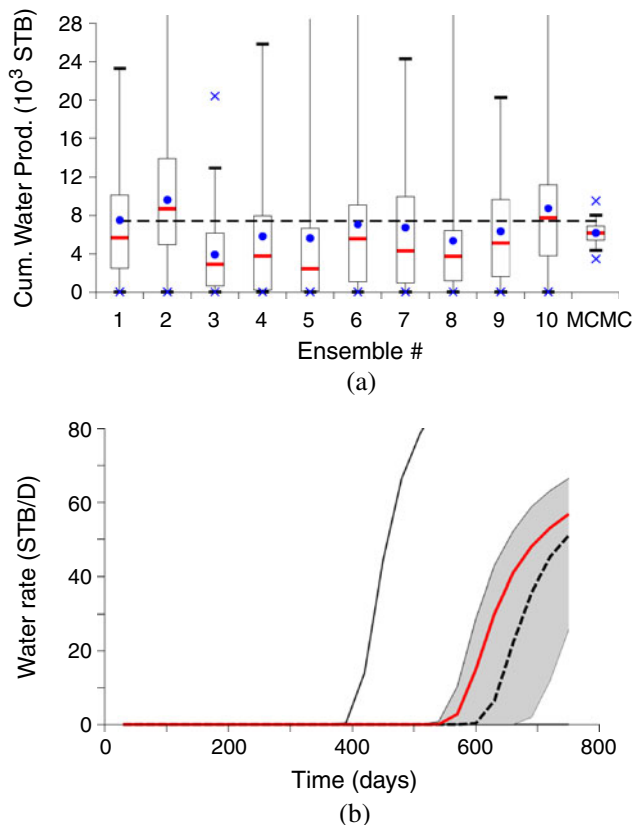 Cum. Water Prod. (10³ STB)
28
24
20
16
12
8
4
0
1 2 3 4 5 6 7 8 9 10 MCMC
Ensemble #
(a)
Water rate (STB/D)
80
60
40
20
0
0 200 400 600 800
Time (days)
(b)